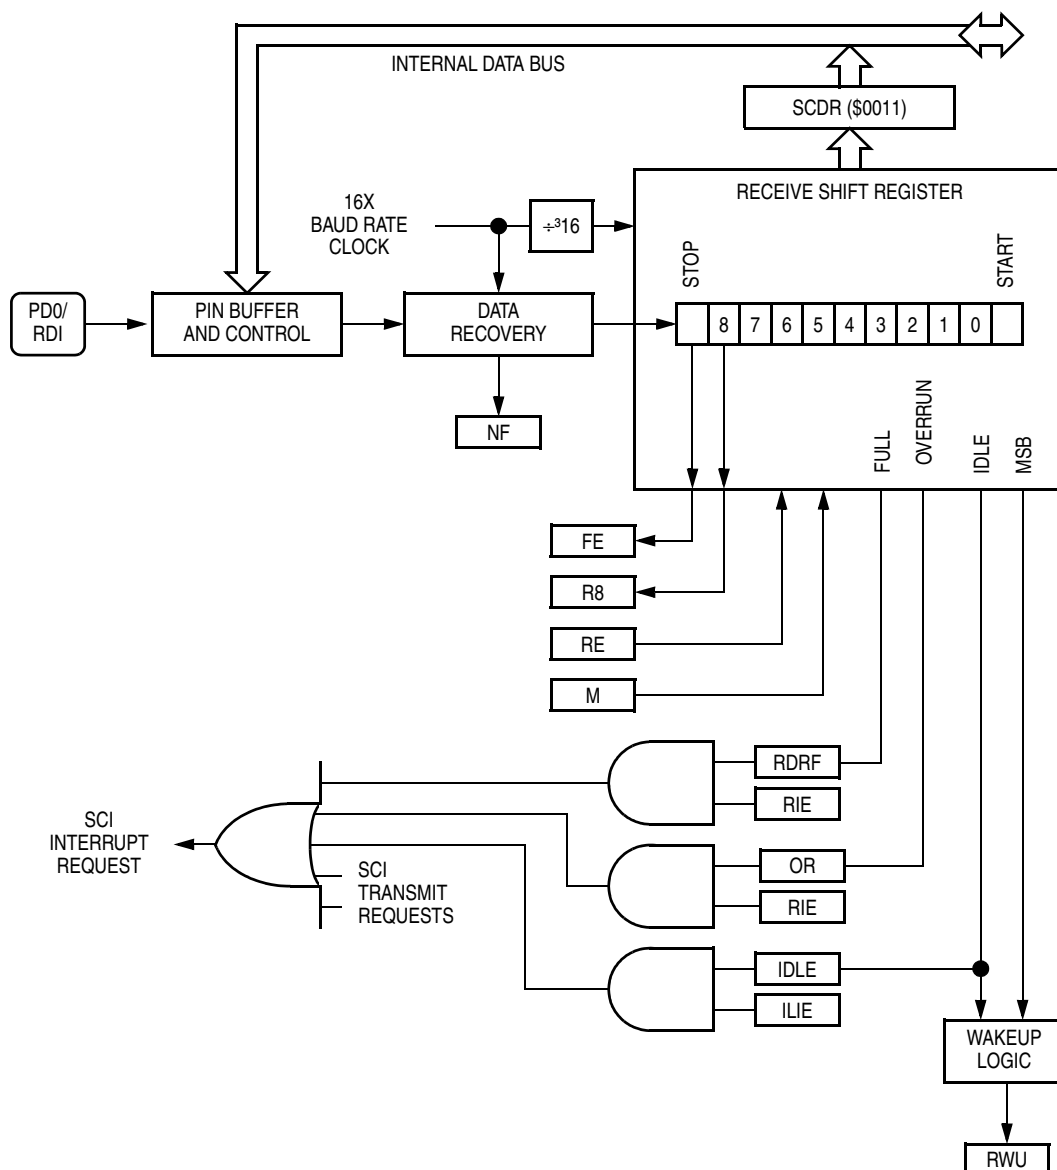 INTERNAL DATA BUS
SCDR ($0011)
RECEIVE SHIFT REGISTER
16X
BAUD RATE
CLOCK
÷³16
STOP
START
PD0/
RDI
PIN BUFFER
AND CONTROL
DATA
RECOVERY
8 7 6 5 4 3 2 1 0
NF
FULL
OVERRUN
IDLE
MSB
FE
R8
RE
M
RDRF
RIE
SCI
INTERRUPT
REQUEST
SCI
TRANSMIT
REQUESTS
OR
RIE
IDLE
ILIE
WAKEUP
LOGIC
RWU